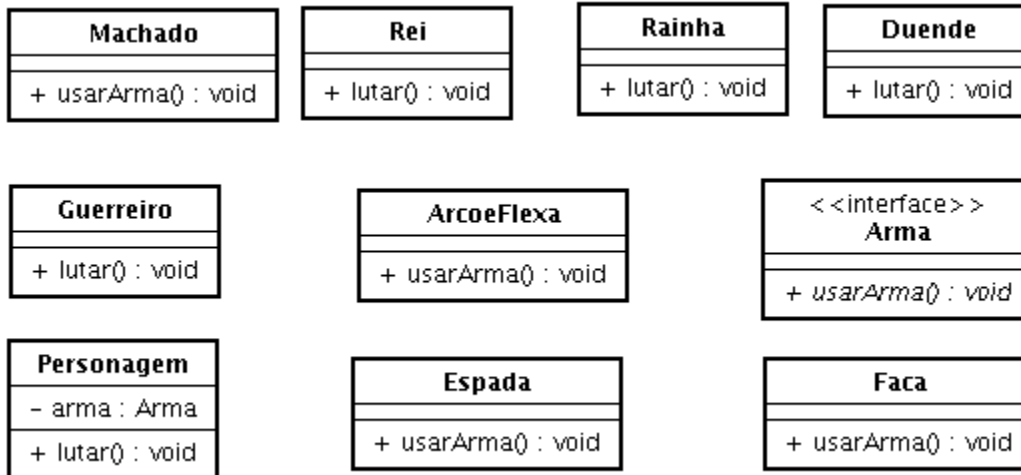 Machado
+ usarArma() : void
Rei
+ lutar() : void
Rainha
+ lutar() : void
Duende
+ lutar() : void
Guerreiro
+ lutar() : void
ArcoeFlexa
+ usarArma() : void
<<interface>>
Arma
+ usarArma() : void
Personagem
- arma : Arma
+ lutar() : void
Espada
+ usarArma() : void
Faca
+ usarArma() : void